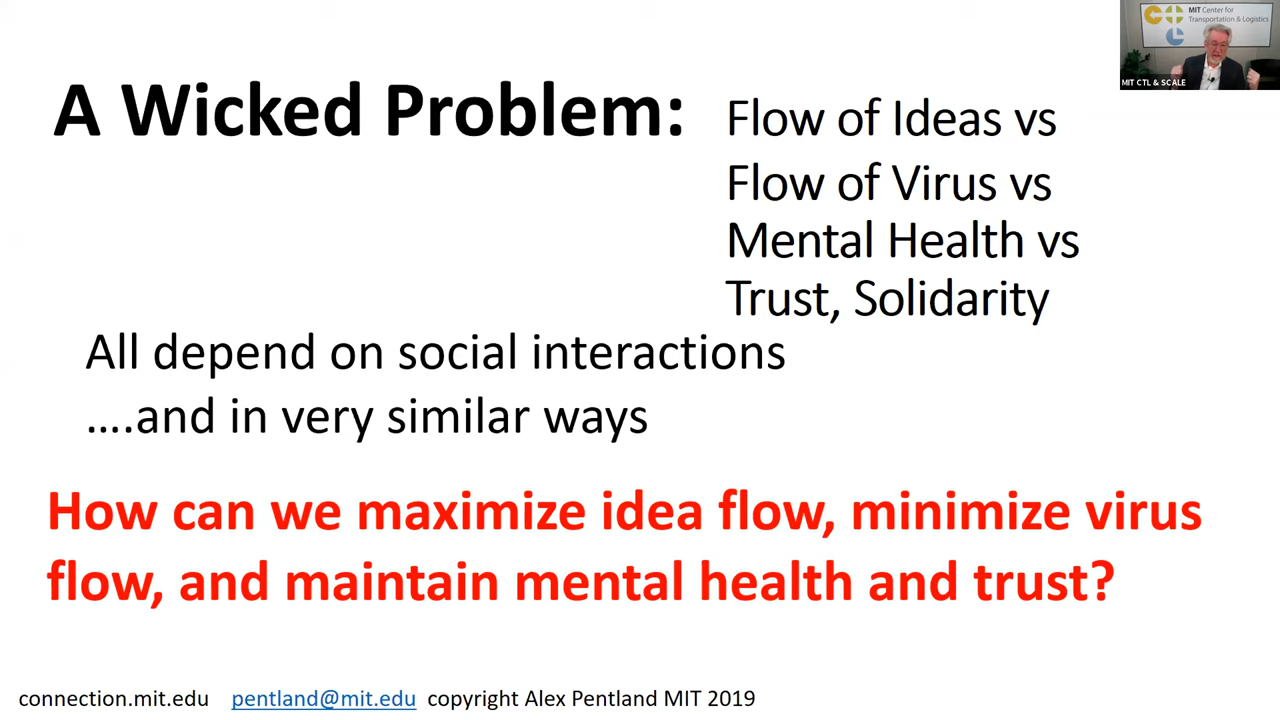 A Wicked Problem:
Flow of Ideas vs
Flow of Virus vs
Mental Health vs
Trust, Solidarity
All depend on social interactions
….and in very similar ways
How can we maximize idea flow, minimize virus
flow, and maintain mental health and trust?
connection.mit.edu pentland@mit.edu copyright Alex Pentland MIT 2019
MIT Center for
Transportation & Logistics
MIT CTL & SCALE